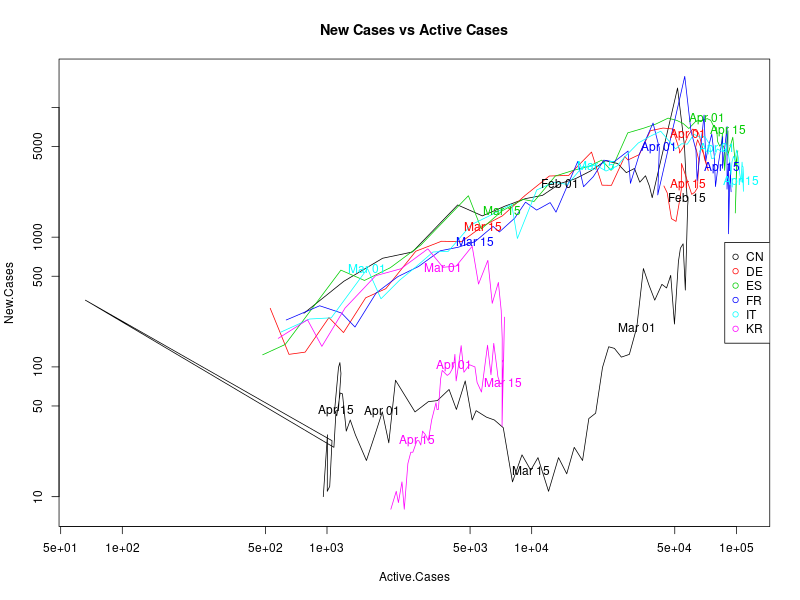 New Cases vs Active Cases
New.Cases
5000
1000
500
100
50
10
Apr 01
Apr 15
Apr 01
Apr 01
Apr 01
Mar 15
Apr 15
Apr 15
Apr 15
Feb 01
Feb 15
Mar 15
Mar 15
Mar 15
Mar 01
Mar 01
Mar 01
Apr 01
Mar 15
Apr 15
Apr 01
Apr 15
Mar 15
CN
DE
ES
FR
IT
KR
5e+01
1e+02
5e+02
1e+03
5e+03
1e+04
5e+04
1e+05
Active.Cases